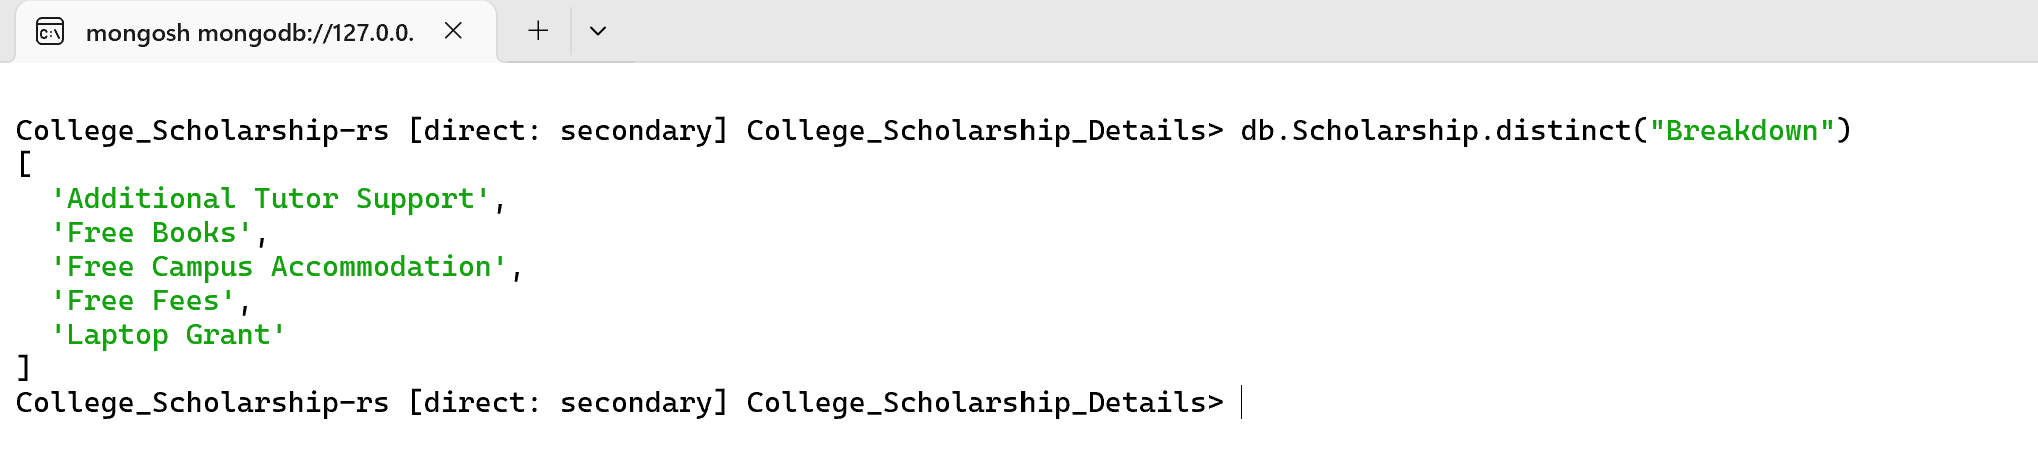 mongosh mongodb://127.0.0.
College_Scholarship-rs [direct: secondary] College_Scholarship_Details> db.Scholarship.distinct("Breakdown")
[
  'Additional Tutor Support',
  'Free Books',
  'Free Campus Accommodation',
  'Free Fees',
  'Laptop Grant'
]
College_Scholarship-rs [direct: secondary] College_Scholarship_Details>